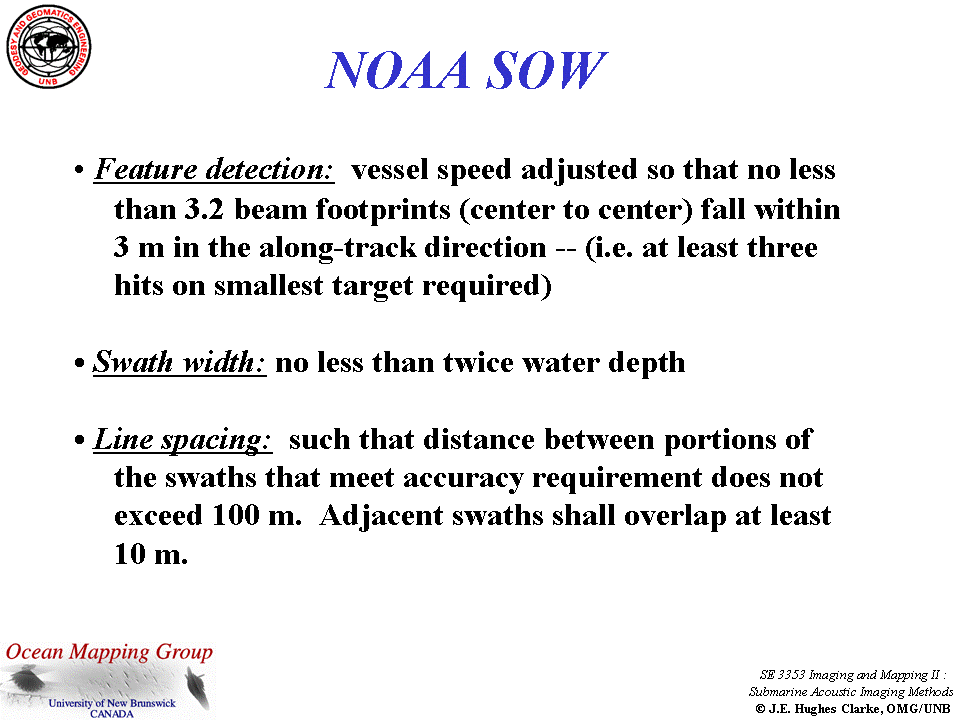 GEODESY AND GEOMATICS ENGINEERING
UNB
NOAA SOW
• Feature detection: vessel speed adjusted so that no less
than 3.2 beam footprints (center to center) fall within
3 m in the along-track direction -- (i.e. at least three
hits on smallest target required)
• Swath width: no less than twice water depth
• Line spacing: such that distance between portions of
the swaths that meet accuracy requirement does not
exceed 100 m. Adjacent swaths shall overlap at least
10 m.
Ocean Mapping Group
University of New Brunswick
CANADA
SE 3353 Imaging and Mapping II :
Submarine Acoustic Imaging Methods
© J.E. Hughes Clarke, OMG/UNB